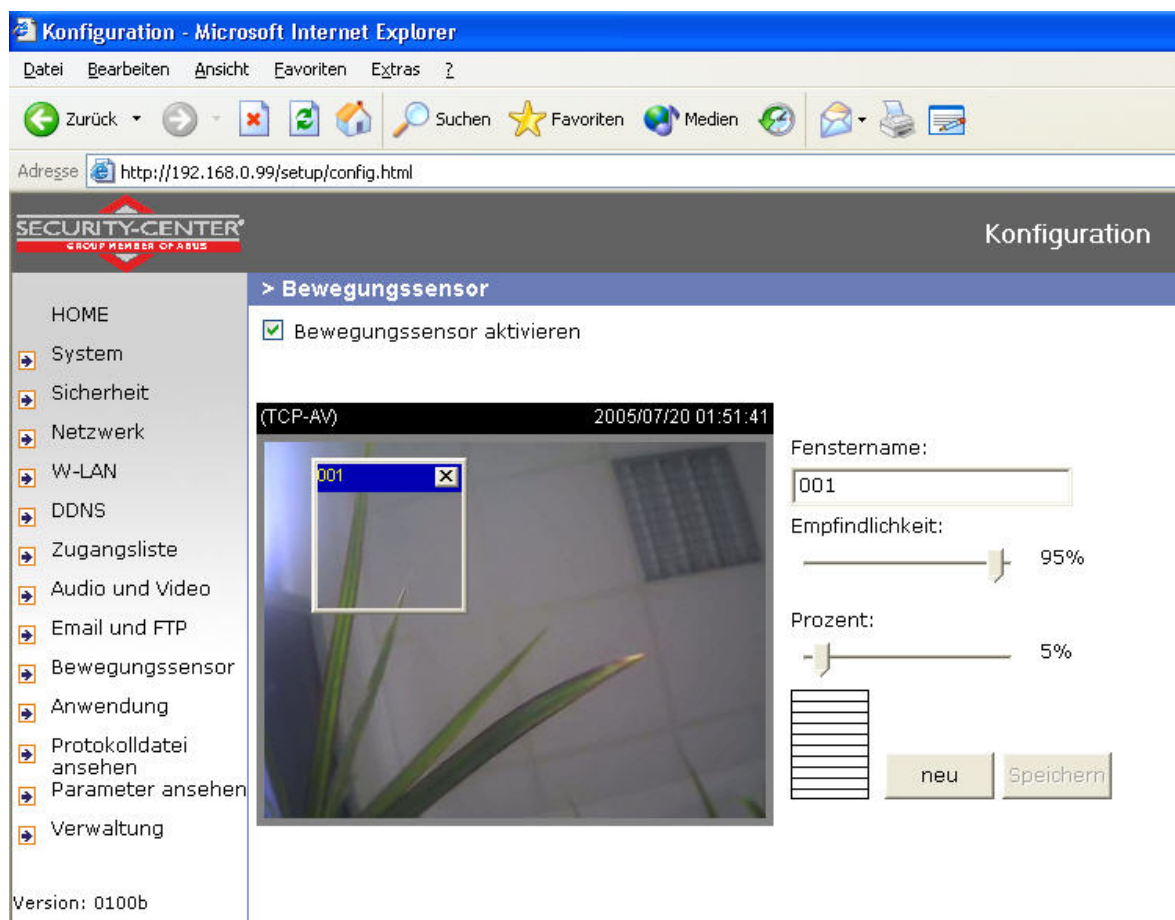 Konfiguration - Microsoft Internet Explorer
Datei Bearbeiten Ansicht Favoriten Extras ?
Zurück Suchen Favoriten Medien
Adresse http://192.168.0.99/setup/config.html
SECURITY-CENTER®
GROUP MEMBER OF ABUS
Konfiguration
HOME
System
Sicherheit
Netzwerk
W-LAN
DDNS
Zugangsliste
Audio und Video
Email und FTP
Bewegungssensor
Anwendung
Protokolldatei
ansehen
Parameter ansehen
Verwaltung
Version: 0100b
> Bewegungssensor
Bewegungssensor aktivieren
(TCP-AV) 2005/07/20 01:51:41
001
Fenstername:
001
Empfindlichkeit:
95%
Prozent:
5%
neu Speichern